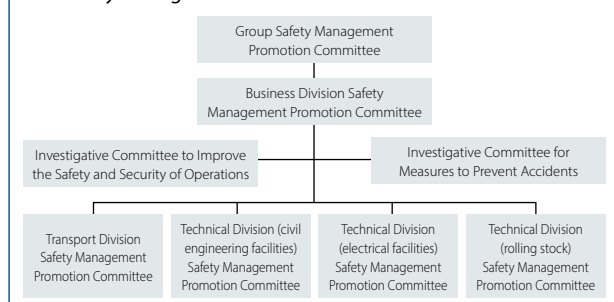 Group Safety Management
Promotion Committee
Business Division Safety
Management Promotion Committee
Investigative Committee to Improve
the Safety and Security of Operations
Investigative Committee for
Measures to Prevent Accidents
Transport Division
Safety Management
Promotion Committee
Technical Division (civil
engineering facilities)
Safety Management
Promotion Committee
Technical Division
(electrical facilities)
Safety Management
Promotion Committee
Technical Division
(rolling stock)
Safety Management
Promotion Committee